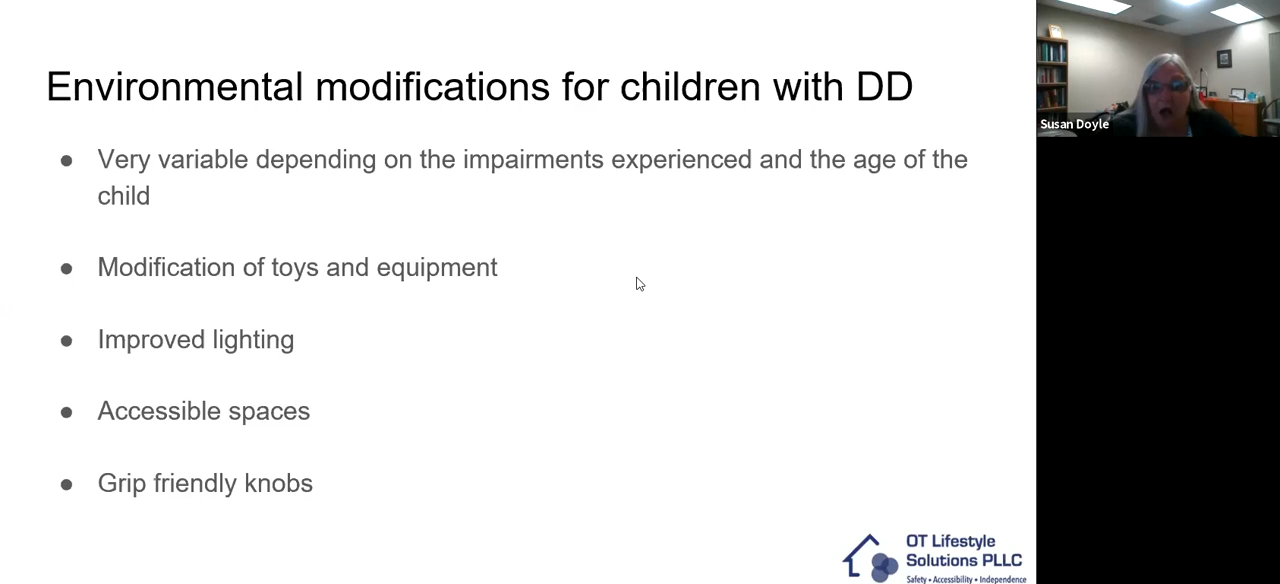 Environmental modifications for children with DD
● Very variable depending on the impairments experienced and the age of the
child
● Modification of toys and equipment
● Improved lighting
● Accessible spaces
● Grip friendly knobs
Susan Doyle
OT Lifestyle
Solutions PLLC
Safety • Accessibility • Independence